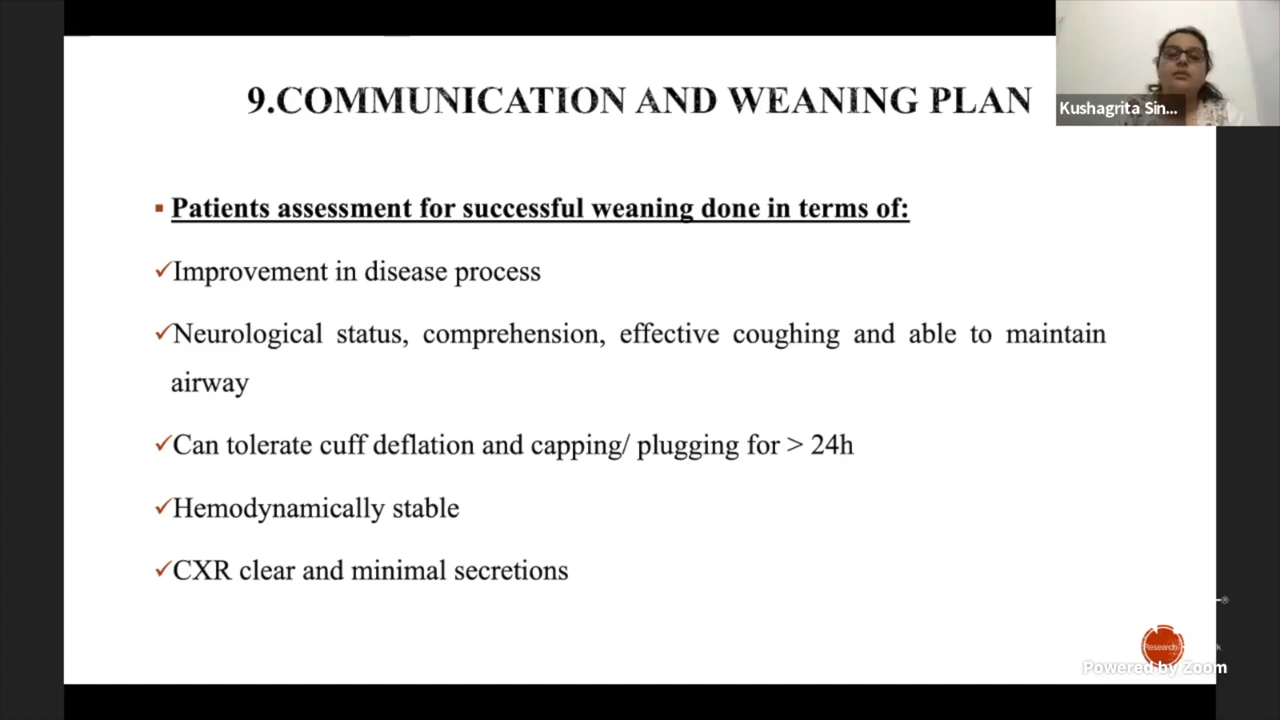 9.COMMUNICATION AND WEANING PLAN
Kushagrita Sin...
▪ Patients assessment for successful weaning done in terms of:
✓Improvement in disease process
✓Neurological status, comprehension, effective coughing and able to maintain
airway
✓Can tolerate cuff deflation and capping/ plugging for > 24h
✓Hemodynamically stable
✓CXR clear and minimal secretions
Research
Powered by Zoom